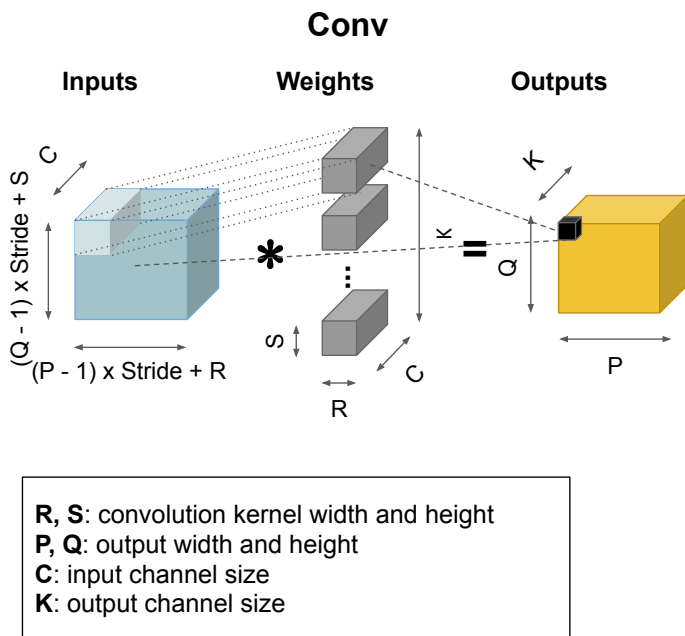 Conv
Inputs
Weights
Outputs
C
(Q - 1) x Stride + S
(P - 1) x Stride + R
*
...
K
S
R
C
=
K
Q
P
R, S: convolution kernel width and height
P, Q: output width and height
C: input channel size
K: output channel size